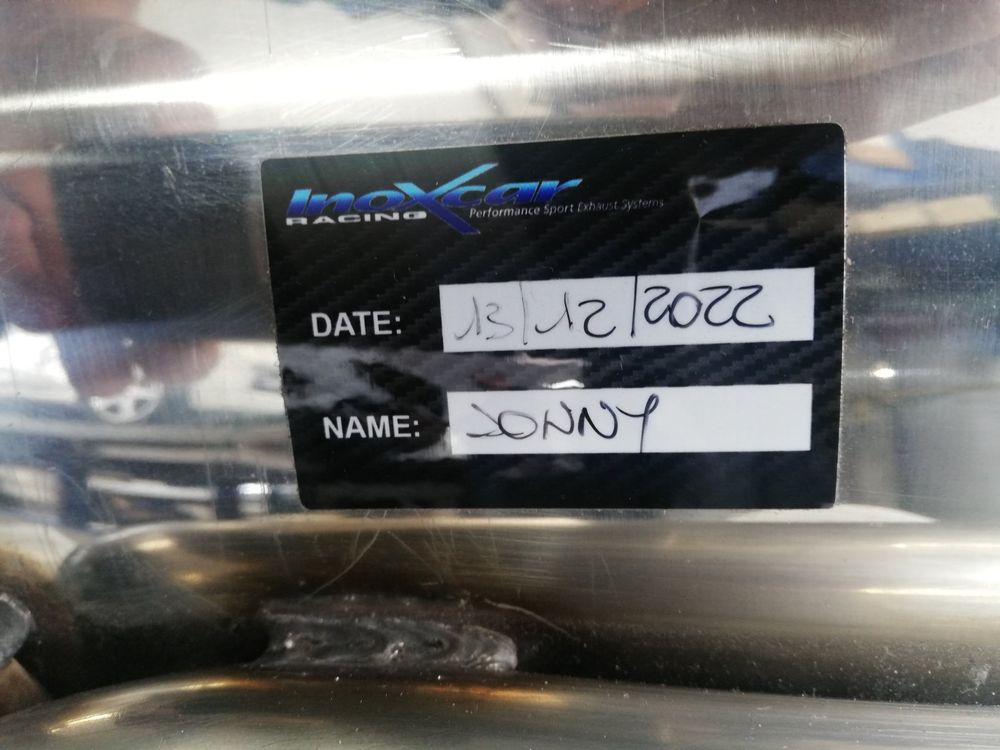 InoXcar
RACING Performance Sport Exhaust Systems
DATE: 13/12/2022
NAME: JONNY